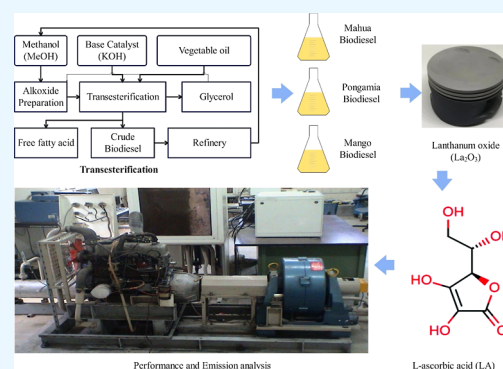 Methanol
(MeOH)
Base Catalyst
(KOH)
Vegetable oil
Alkoxide
Preparation
Transesterification
Glycerol
Free fatty acid
Crude
Biodiesel
Refinery
Transesterification
Mahua
Biodiesel
Pongamia
Biodiesel
Mango
Biodiesel
Lanthanum oxide
(La₂O₃)
OH
OH
HO
O
HO
O
L-ascorbic acid (LA)
Performance and Emission analysis